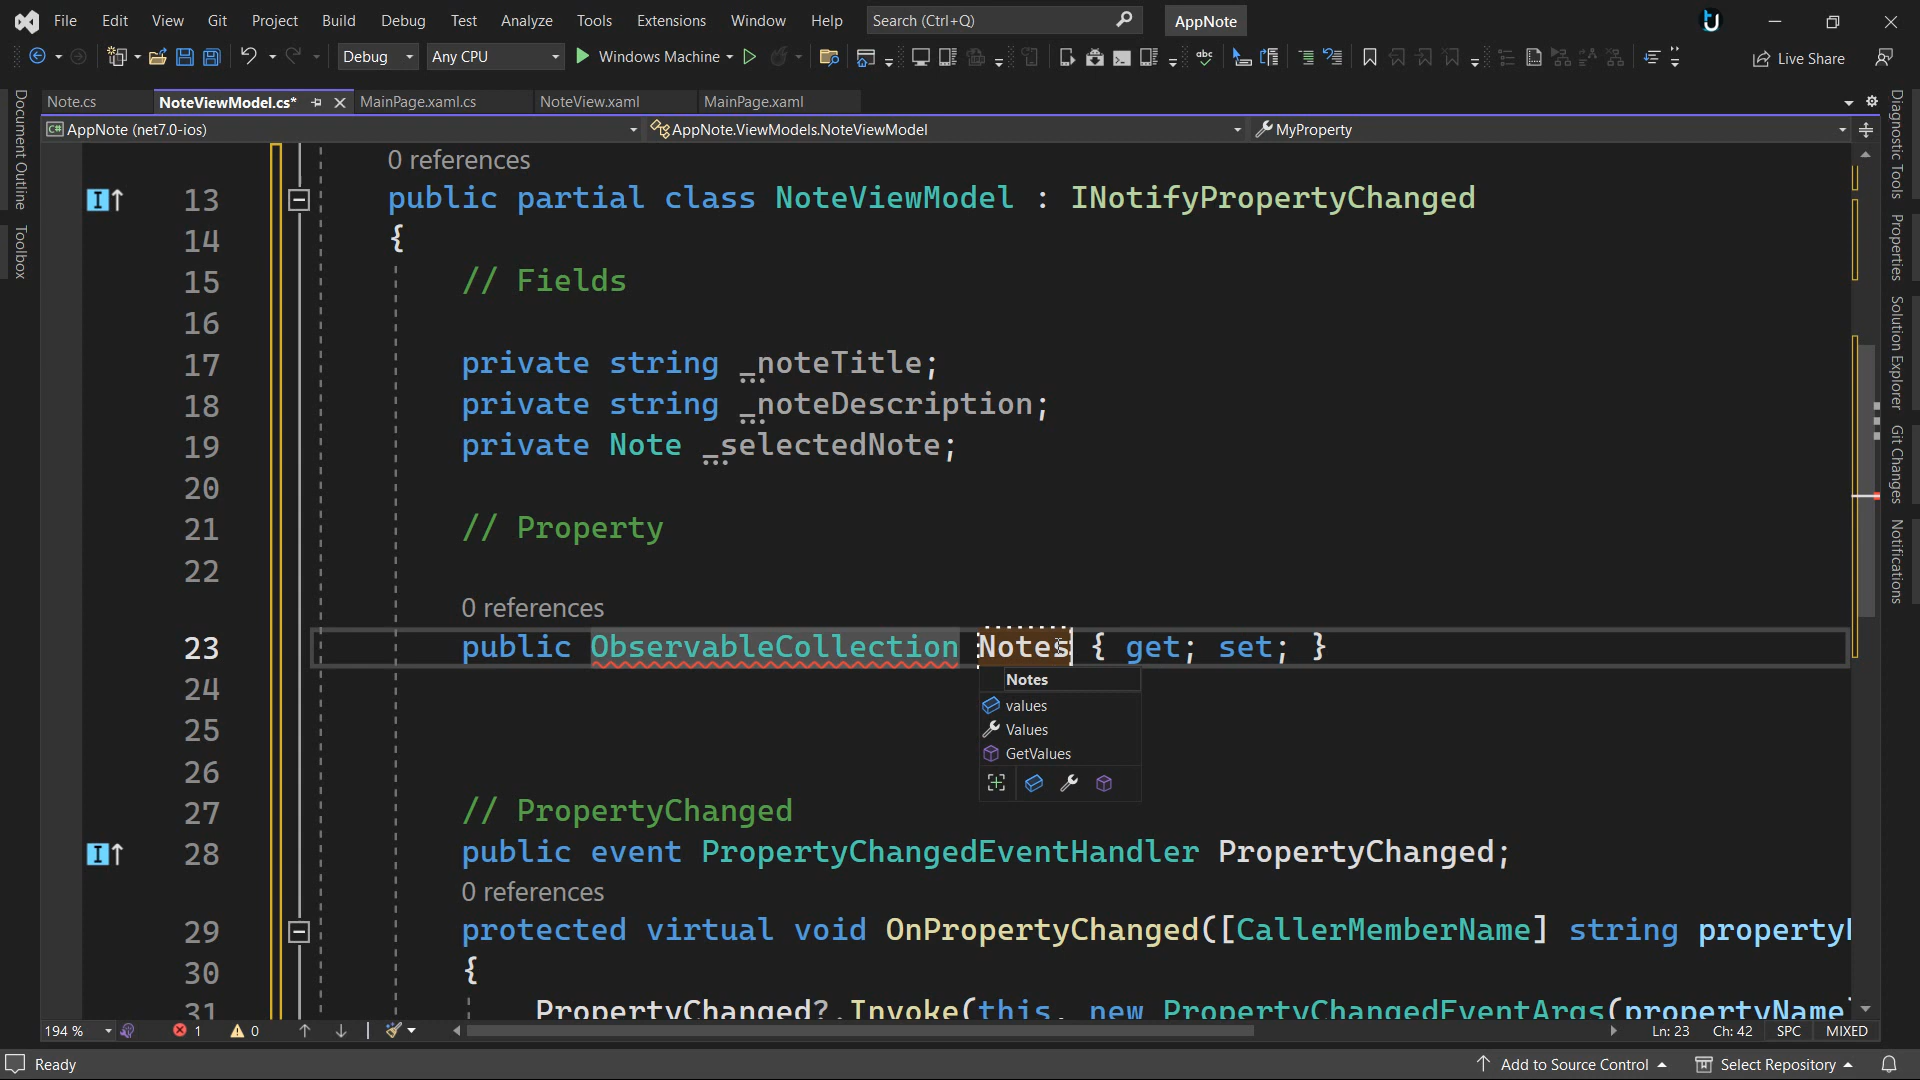 File Edit View Git Project Build Debug Test Analyze Tools Extensions Window Help Search (Ctrl+Q) AppNote
Debug Any CPU Windows Machine abc Live Share
Document Outline
Toolbox
Note.cs NoteViewModel.cs* MainPage.xaml.cs NoteView.xaml MainPage.xaml
C# AppNote (net7.0-ios) AppNote.ViewModels.NoteViewModel MyProperty
0 references
13 public partial class NoteViewModel : INotifyPropertyChanged
14 {
15 // Fields
16
17 private string _noteTitle;
18 private string _noteDescription;
19 private Note _selectedNote;
20
21 // Property
22
0 references
23 public ObservableCollection Notes { get; set; }
24
25
26
Notes
values
Values
GetValues
27 // PropertyChanged
28 public event PropertyChangedEventHandler PropertyChanged;
0 references
29 protected virtual void OnPropertyChanged([CallerMemberName] string property
30 {
31 PropertyChanged?.Invoke(this, new PropertyChangedEventArgs(propertyName
194 % 1 0 Ln: 23 Ch: 42 SPC MIXED
Ready Add to Source Control Select Repository
Diagnostic Tools
Properties
Solution Explorer
Git Changes
Notifications